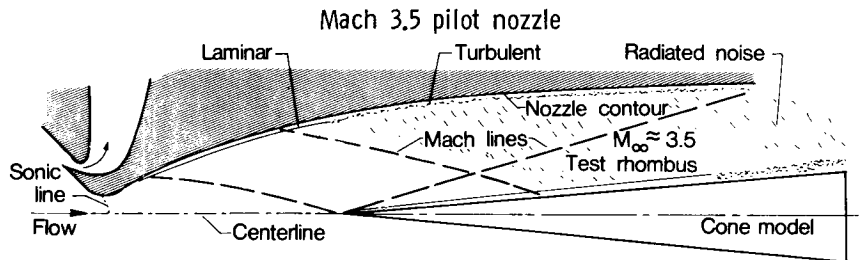 Mach 3.5 pilot nozzle
Laminar
Turbulent
Radiated noise
Nozzle contour
Mach lines
M∞≈ 3.5
Test rhombus
Sonic
line
Flow
Centerline
Cone model